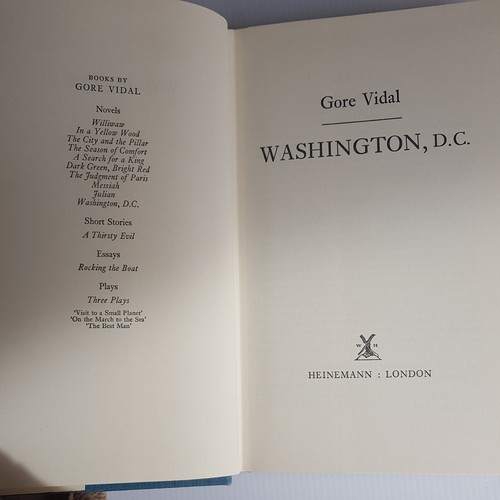 BOOKS BY
GORE VIDAL
Novels
Williwaw
In a Yellow Wood
The City and the Pillar
The Season of Comfort
A Search for a King
Dark Green, Bright Red
The Judgment of Paris
Messiah
Julian
Washington, D.C.
Short Stories
A Thirsty Evil
Essays
Rocking the Boat
Plays
Three Plays
'Visit to a Small Planet'
'On the March to the Sea'
'The Best Man'
Gore Vidal
WASHINGTON, D.C.
W H
HEINEMANN : LONDON